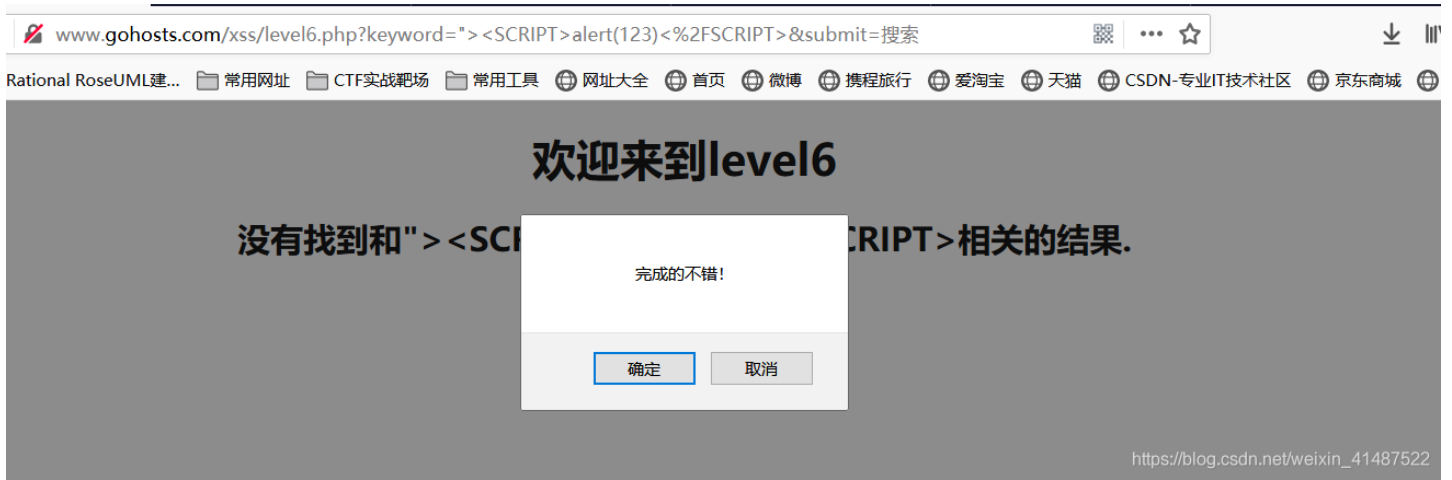 www.gohosts.com/xss/level6.php?keyword="><SCRIPT>alert(123)<%2FSCRIPT>&submit=搜索
Rational RoseUML建... 常用网址 CTF实战靶场 常用工具 网址大全 首页 微博 携程旅行 爱淘宝 天猫 CSDN-专业IT技术社区 京东商城
欢迎来到level6
没有找到和"><SCRIPT>相关的结果.
完成的不错!
确定 取消
https://blog.csdn.net/weixin_41487522